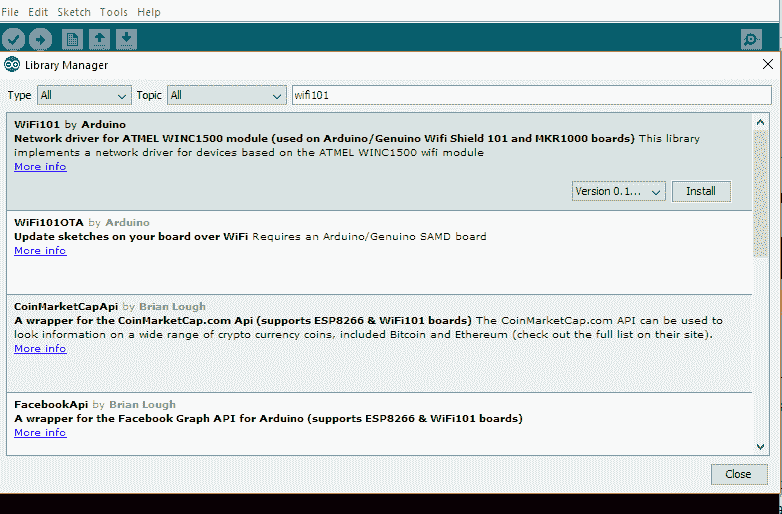 File Edit Sketch Tools Help
Library Manager
Type All Topic All wifi101
WiFi101 by Arduino
Network driver for ATMEL WINC1500 module (used on Arduino/Genuino Wifi Shield 101 and MKR1000 boards) This library
implements a network driver for devices based on the ATMEL WINC1500 wifi module
More info
Version 0.1... Install
WiFi101OTA by Arduino
Update sketches on your board over WiFi Requires an Arduino/Genuino SAMD board
More info
CoinMarketCapApi by Brian Lough
A wrapper for the CoinMarketCap.com Api (supports ESP8266 & WiFi101 boards) The CoinMarketCap.com API can be used to
look information on a wide range of crypto currency coins, included Bitcoin and Ethereum (check out the full list on their site).
More info
FacebookApi by Brian Lough
A wrapper for the Facebook Graph API for Arduino (supports ESP8266 & WiFi101 boards)
More info
Close